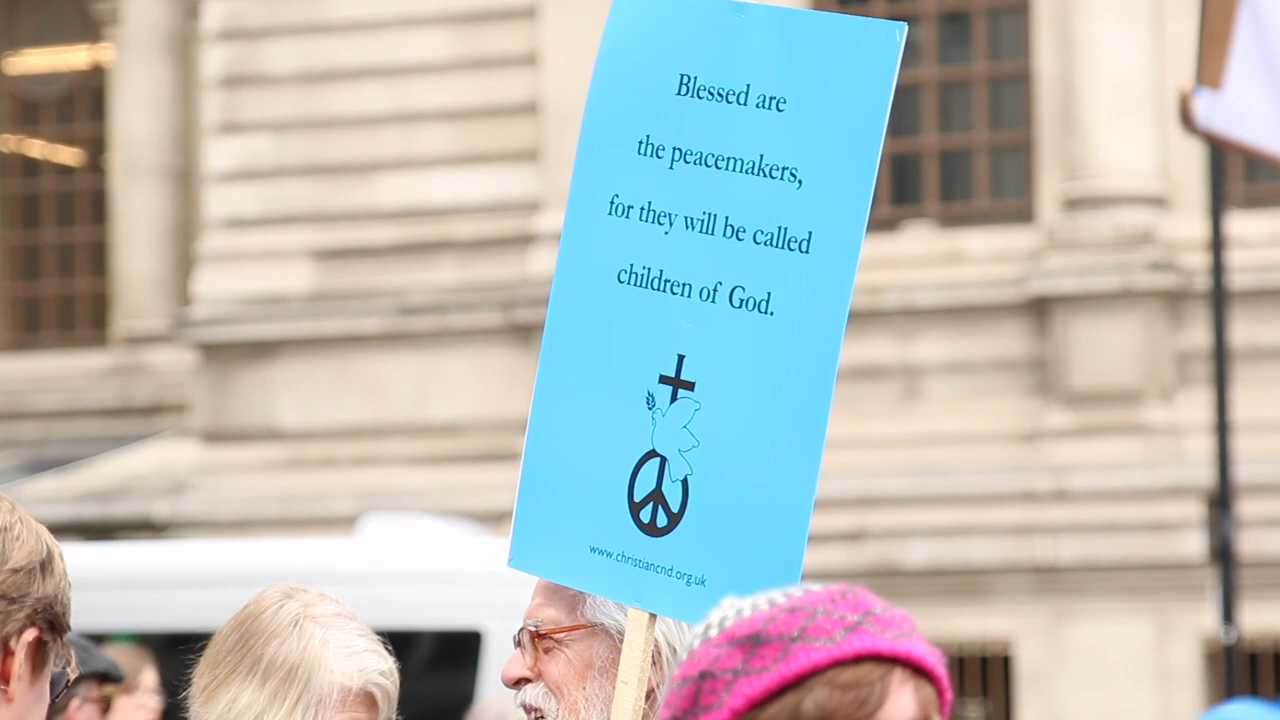 Blessed are
the peacemakers,
for they will be called
children of God.
www.christiancnd.org.uk